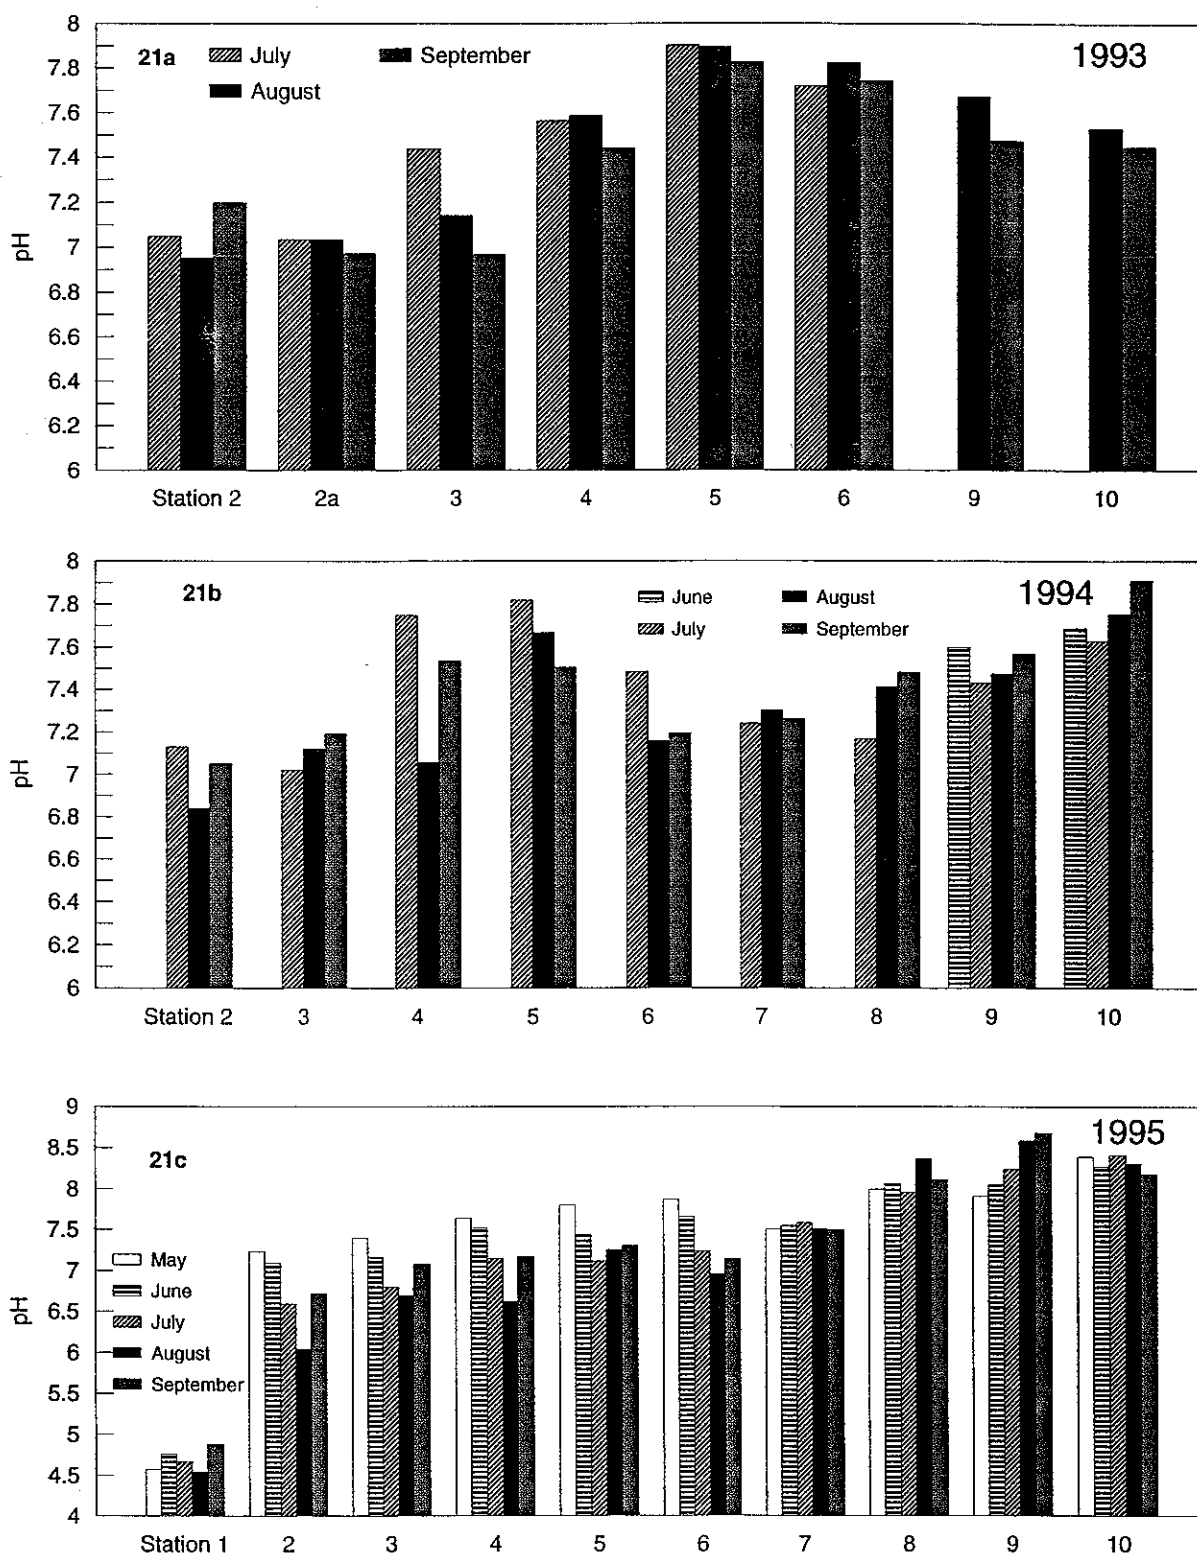 21a July September 1993
August
8
7.8
7.6
7.4
7.2
7
6.8
6.6
6.4
6.2
6
pH
Station 2 2a 3 4 5 6 9 10
21b June August 1994
July September
8
7.8
7.6
7.4
7.2
7
6.8
6.6
6.4
6.2
6
pH
Station 2 3 4 5 6 7 8 9 10
21c 1995
May
June
July
August
September
9
8.5
8
7.5
7
6.5
6
5.5
5
4.5
4
pH
Station 1 2 3 4 5 6 7 8 9 10